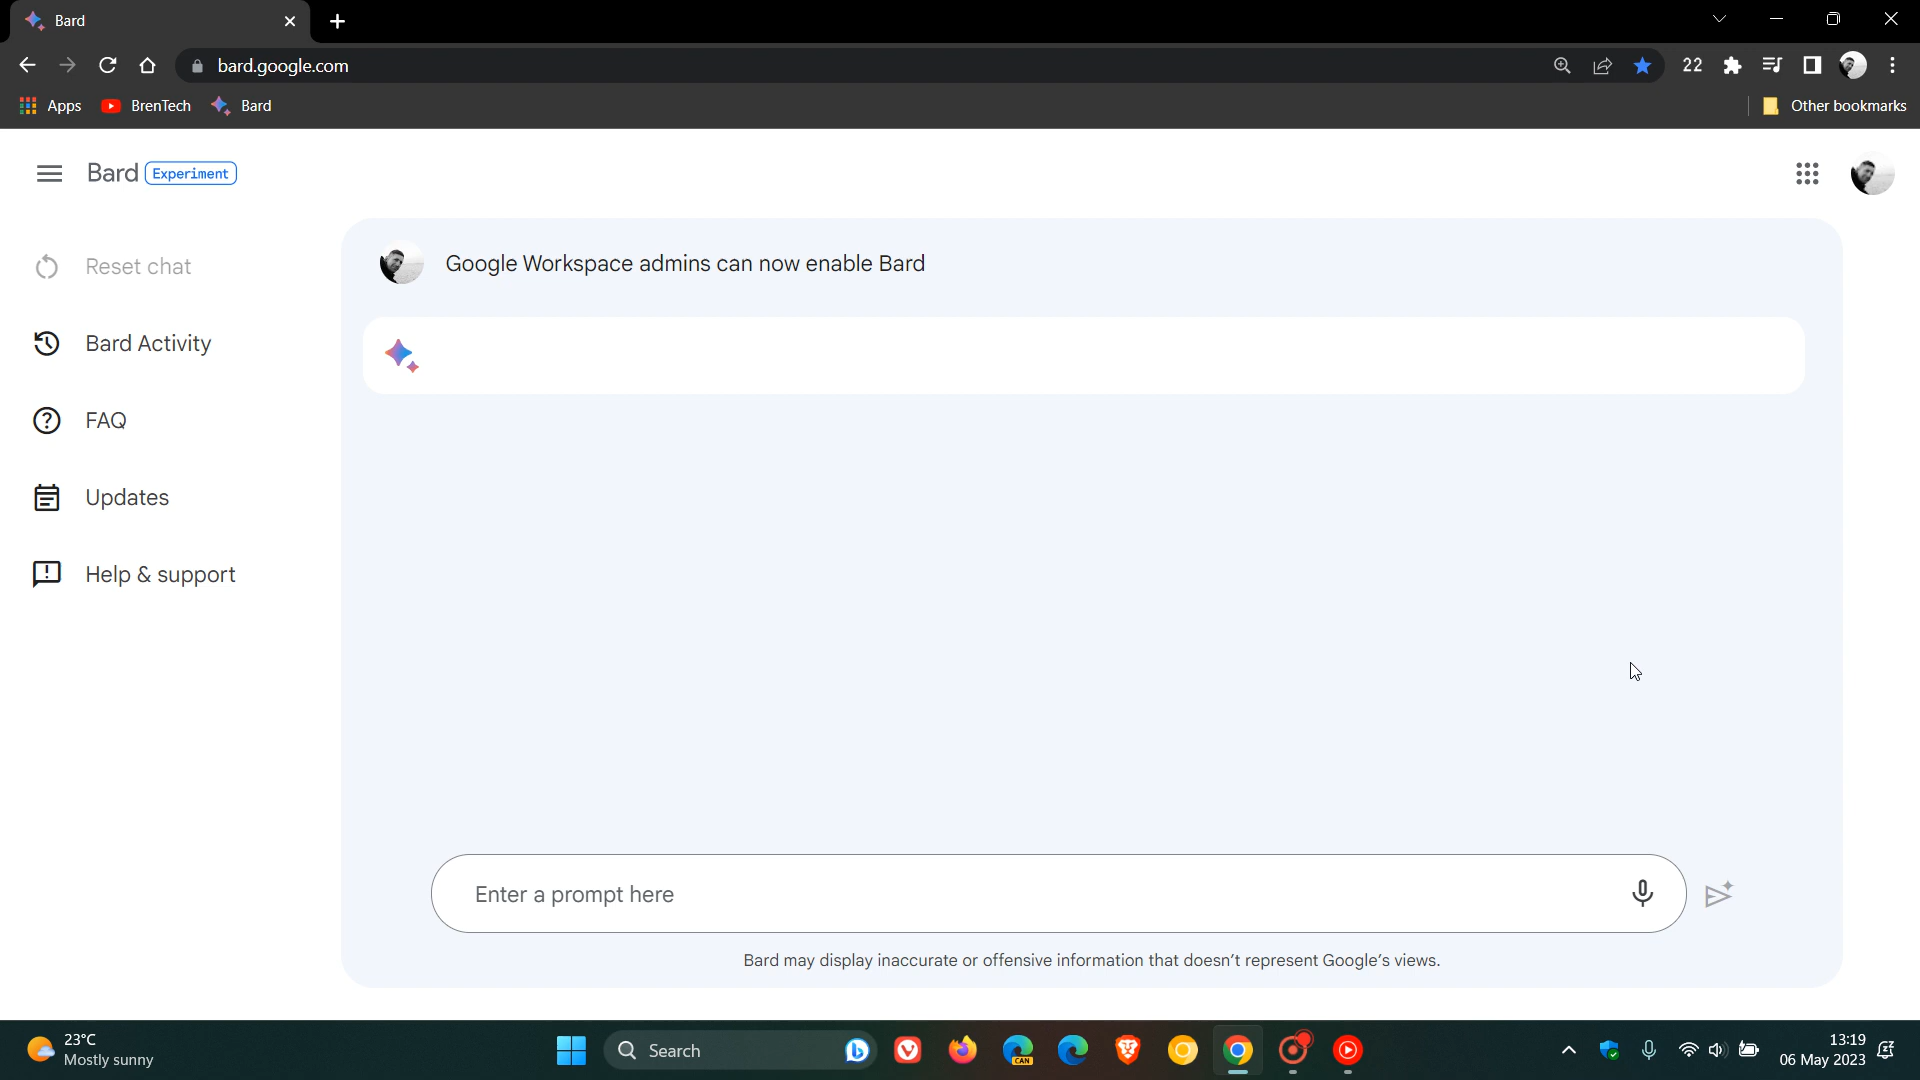 Bard
bard.google.com
22
Apps
BrenTech
Bard
Other bookmarks
Bard
Experiment
Reset chat
Bard Activity
FAQ
Updates
Help & support
Google Workspace admins can now enable Bard
Enter a prompt here
Bard may display inaccurate or offensive information that doesn't represent Google's views.
23°C
Mostly sunny
Search
CAN
13:19
06 May 2023